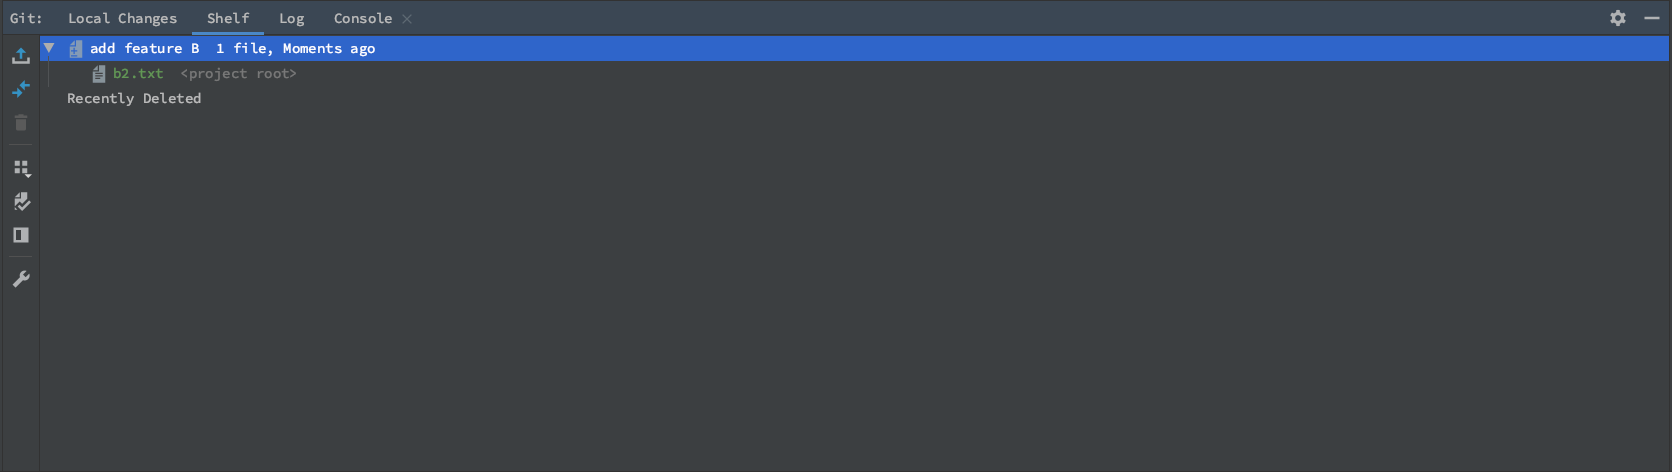 Git: Local Changes Shelf Log Console
add feature B 1 file, Moments ago
b2.txt <project root>
Recently Deleted